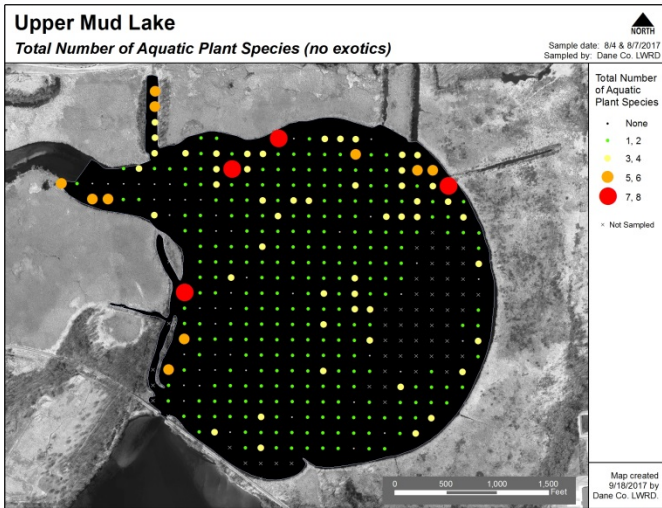 Upper Mud Lake
Total Number of Aquatic Plant Species (no exotics)
NORTH
Sample date: 8/4 & 8/7/2017
Sampled by: Dane Co. LWRD
Total Number
of Aquatic
Plant Species
None
1, 2
3, 4
5, 6
7, 8
Not Sampled
0 500 1,000 1,500
Feet
Map created
9/18/2017 by
Dane Co. LWRD.